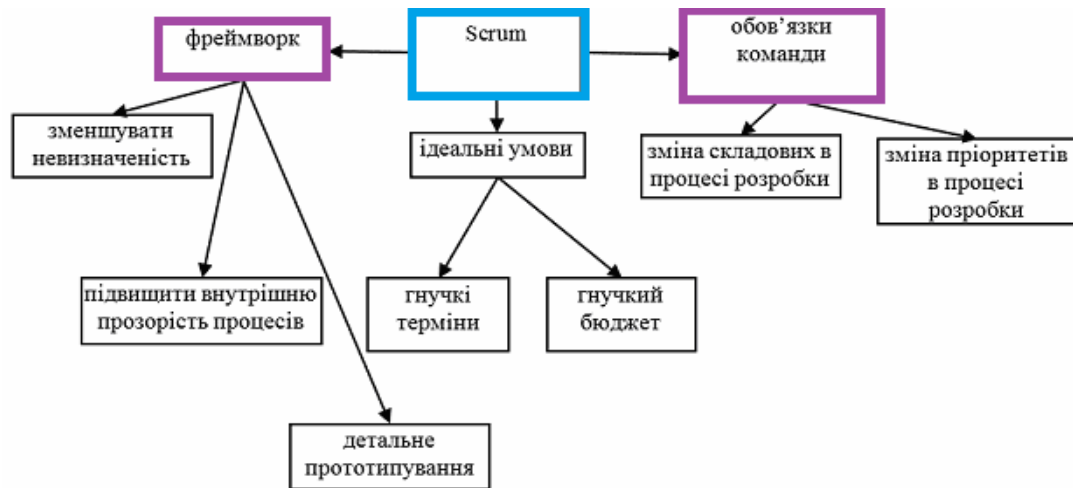 фреймворк
Scrum
обов’язки
команди
зменшувати
невизначеність
ідеальні умови
зміна складових в
процесі розробки
зміна пріоритетів
в процесі
розробки
підвищити внутрішню
прозорість процесів
гнучкі
терміни
гнучкий
бюджет
детальне
прототипування